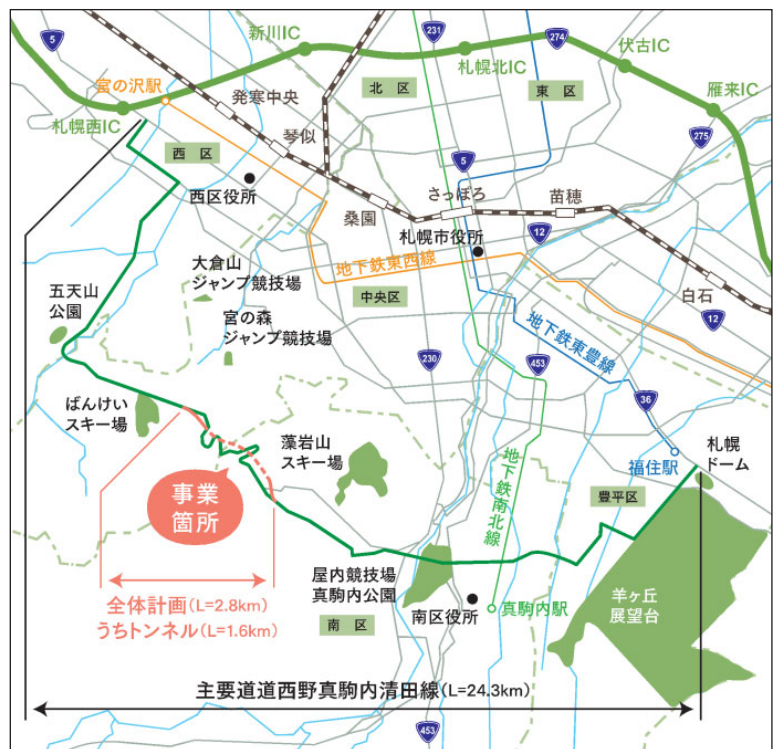 新川IC
231
274
伏古IC
5
宮の沢駅
札幌北IC
発寒中央
北 区
東 区
雁来IC
札幌西IC
琴似
275
西 区
5
西区役所
さっぽろ
苗穂
桑園
札幌市役所
12
大倉山
ジャンプ競技場
地下鉄東西線
五天山
公園
中央区
白石
宮の森
ジャンプ競技場
12
地下鉄東豊線
230
453
ばんけい
スキー場
36
藻岩山
スキー場
地下鉄南北線
札幌
ドーム
福住駅
事業
箇所
豊平区
屋内競技場
真駒内公園
羊ヶ丘
展望台
全体計画(L=2.8km)
うちトンネル(L=1.6km)
南区役所
真駒内駅
南 区
主要道道西野真駒内清田線(L=24.3km)
453